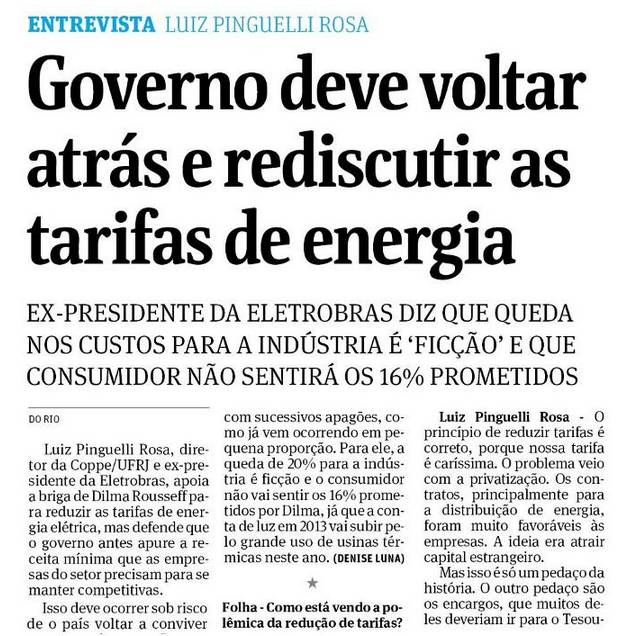 ENTREVISTA LUIZ PINGUELLI ROSA
Governo deve voltar
atrás e rediscutir as
tarifas de energia
EX-PRESIDENTE DA ELETROBRAS DIZ QUE QUEDA
NOS CUSTOS PARA A INDÚSTRIA É ‘FICÇÃO’ E QUE
CONSUMIDOR NÃO SENTIRÁ OS 16% PROMETIDOS
DO RIO
Luiz Pinguelli Rosa, dire-
tor da Coppe/UFRJ e ex-pre-
sidente da Eletrobras, apoia
a briga de Dilma Rousseff pa-
ra reduzir as tarifas de ener-
gia elétrica, mas defende que
o governo antes apure a re-
ceita mínima que as empre-
sas do setor precisam para se
manter competitivas.
Isso deve ocorrer sob risco
de o país voltar a conviver
com sucessivos apagões, co-
mo já vem ocorrendo em pe-
quena proporção. Para ele, a
queda de 20% para a indús-
tria é ficção e o consumidor
não vai sentir os 16% prome-
tidos por Dilma, já que a con-
ta de luz em 2013 vai subir pe-
lo grande uso de usinas tér-
micas neste ano. (DENISE LUNA)
★
Folha - Como está vendo a po-
lêmica da redução de tarifas?
Luiz Pinguelli Rosa - O
princípio de reduzir tarifas é
correto, porque nossa tarifa
é caríssima. O problema veio
com a privatização. Os con-
tratos, principalmente para
a distribuição de energia,
foram muito favoráveis às
empresas. A ideia era atrair
capital estrangeiro.
Mas isso é só um pedaço da
história. O outro pedaço são
os encargos, que muitos de-
les deveriam ir para o Tesou-